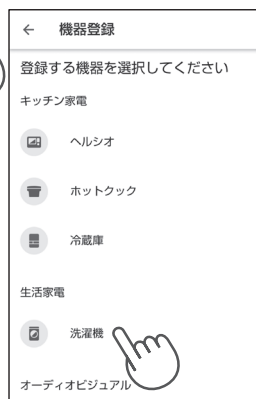 ← 機器登録
登録する機器を選択してください
キッチン家電
ヘルシオ
ホットクック
冷蔵庫
生活家電
洗濯機
オーディオビジュアル